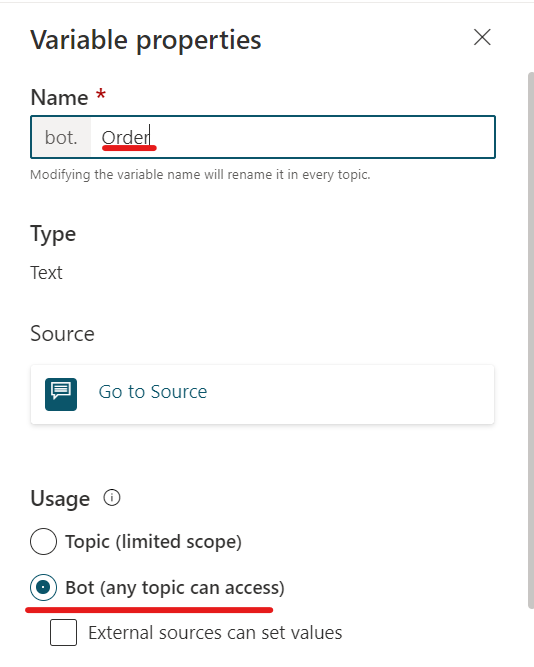 Variable properties
Name *
bot. Order
Modifying the variable name will rename it in every topic.
Type
Text
Source
Go to Source
Usage
Topic (limited scope)
Bot (any topic can access)
External sources can set values